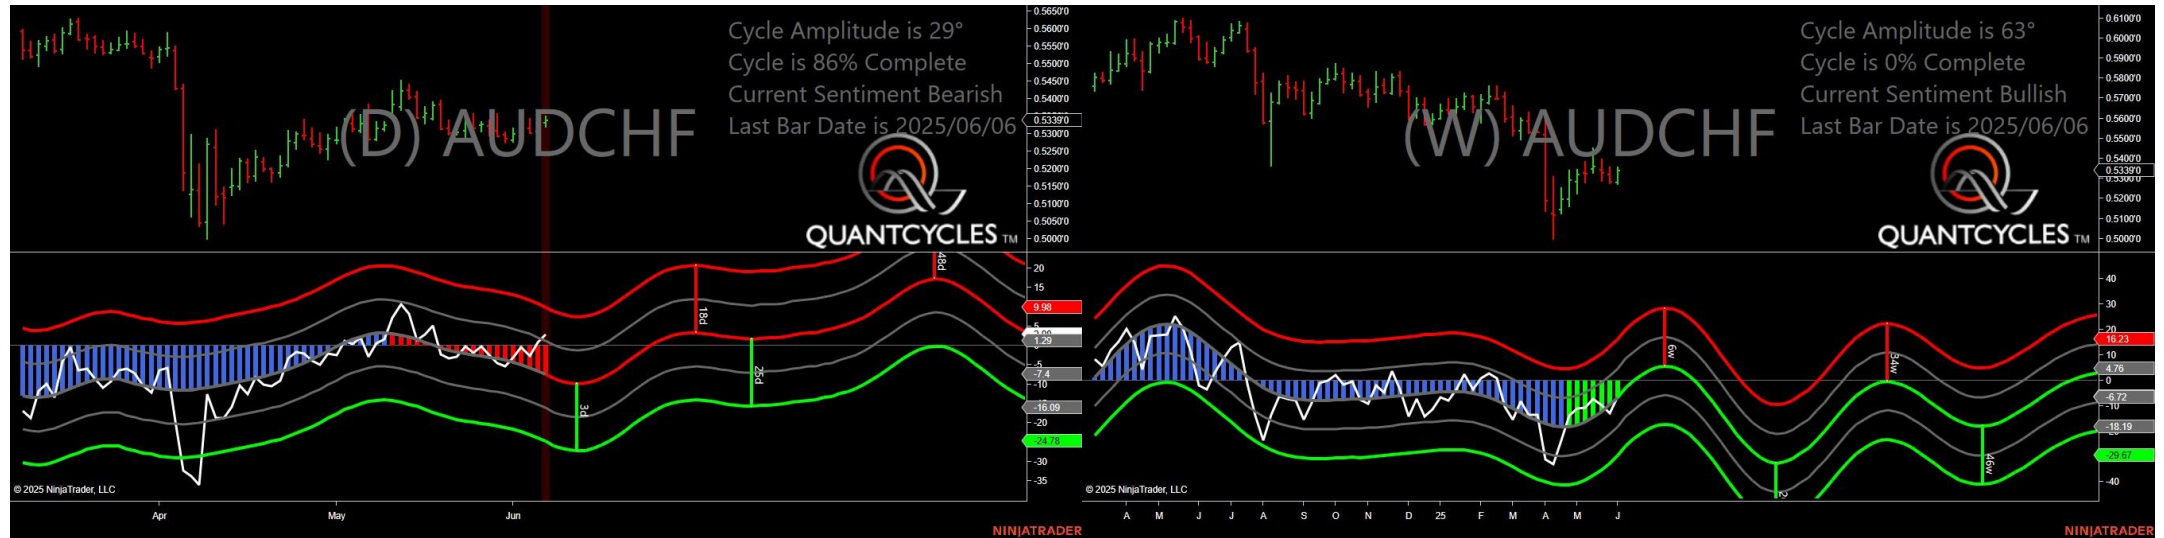 Cycle Amplitude is 29°
Cycle is 86% Complete
Current Sentiment Bearish
Last Bar Date is 2025/06/06
(D) AUDCHF
QUANTCYCLES TM
0.5650'0
0.5600'0
0.5550'0
0.5500'0
0.5450'0
0.5400'0
0.5339'0
0.5300'0
0.5250'0
0.5200'0
0.5150'0
0.5100'0
0.5050'0
0.5000'0
48d
18d
25d
3d
20
15
9.98
5
1.29
-5
-7.4
-10
-16.09
-20
-24.78
-30
-35
© 2025 NinjaTrader, LLC
Apr May Jun
NINJATRADER
Cycle Amplitude is 63°
Cycle is 0% Complete
Current Sentiment Bullish
Last Bar Date is 2025/06/06
(W) AUDCHF
QUANTCYCLES TM
0.6100'0
0.6000'0
0.5900'0
0.5800'0
0.5700'0
0.5600'0
0.5500'0
0.5400'0
0.5339'0
0.5300'0
0.5200'0
0.5100'0
0.5000'0
6w
34w
46w
40
30
20
16.23
10
4.76
0
-6.72
-10
-18.19
-29.67
-40
© 2025 NinjaTrader, LLC
A M J J A S O N D 25 F M A M J
NINJATRADER